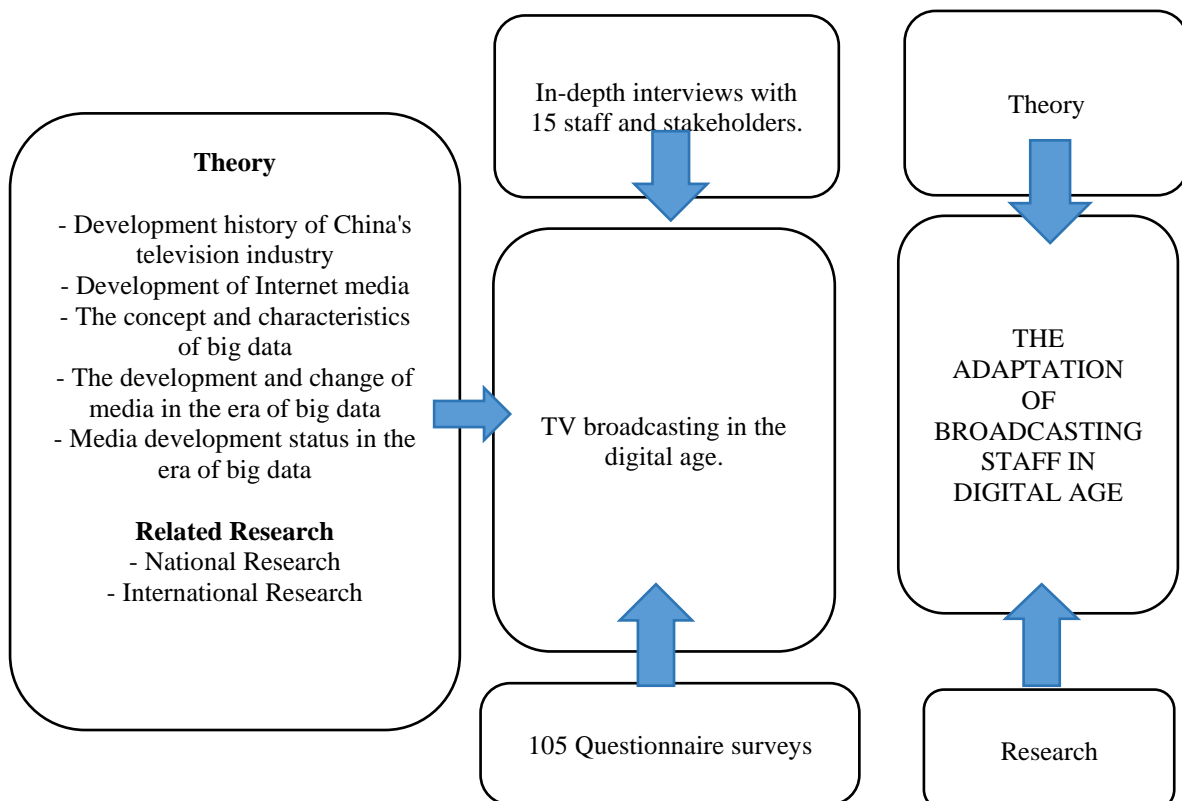 Theory
- Development history of China's
television industry
- Development of Internet media
- The concept and characteristics
of big data
- The development and change of
media in the era of big data
- Media development status in the
era of big data
Related Research
- National Research
- International Research
In-depth interviews with
15 staff and stakeholders.
TV broadcasting in the
digital age.
105 Questionnaire surveys
Theory
THE
ADAPTATION
OF
BROADCASTING
STAFF IN
DIGITAL AGE
Research